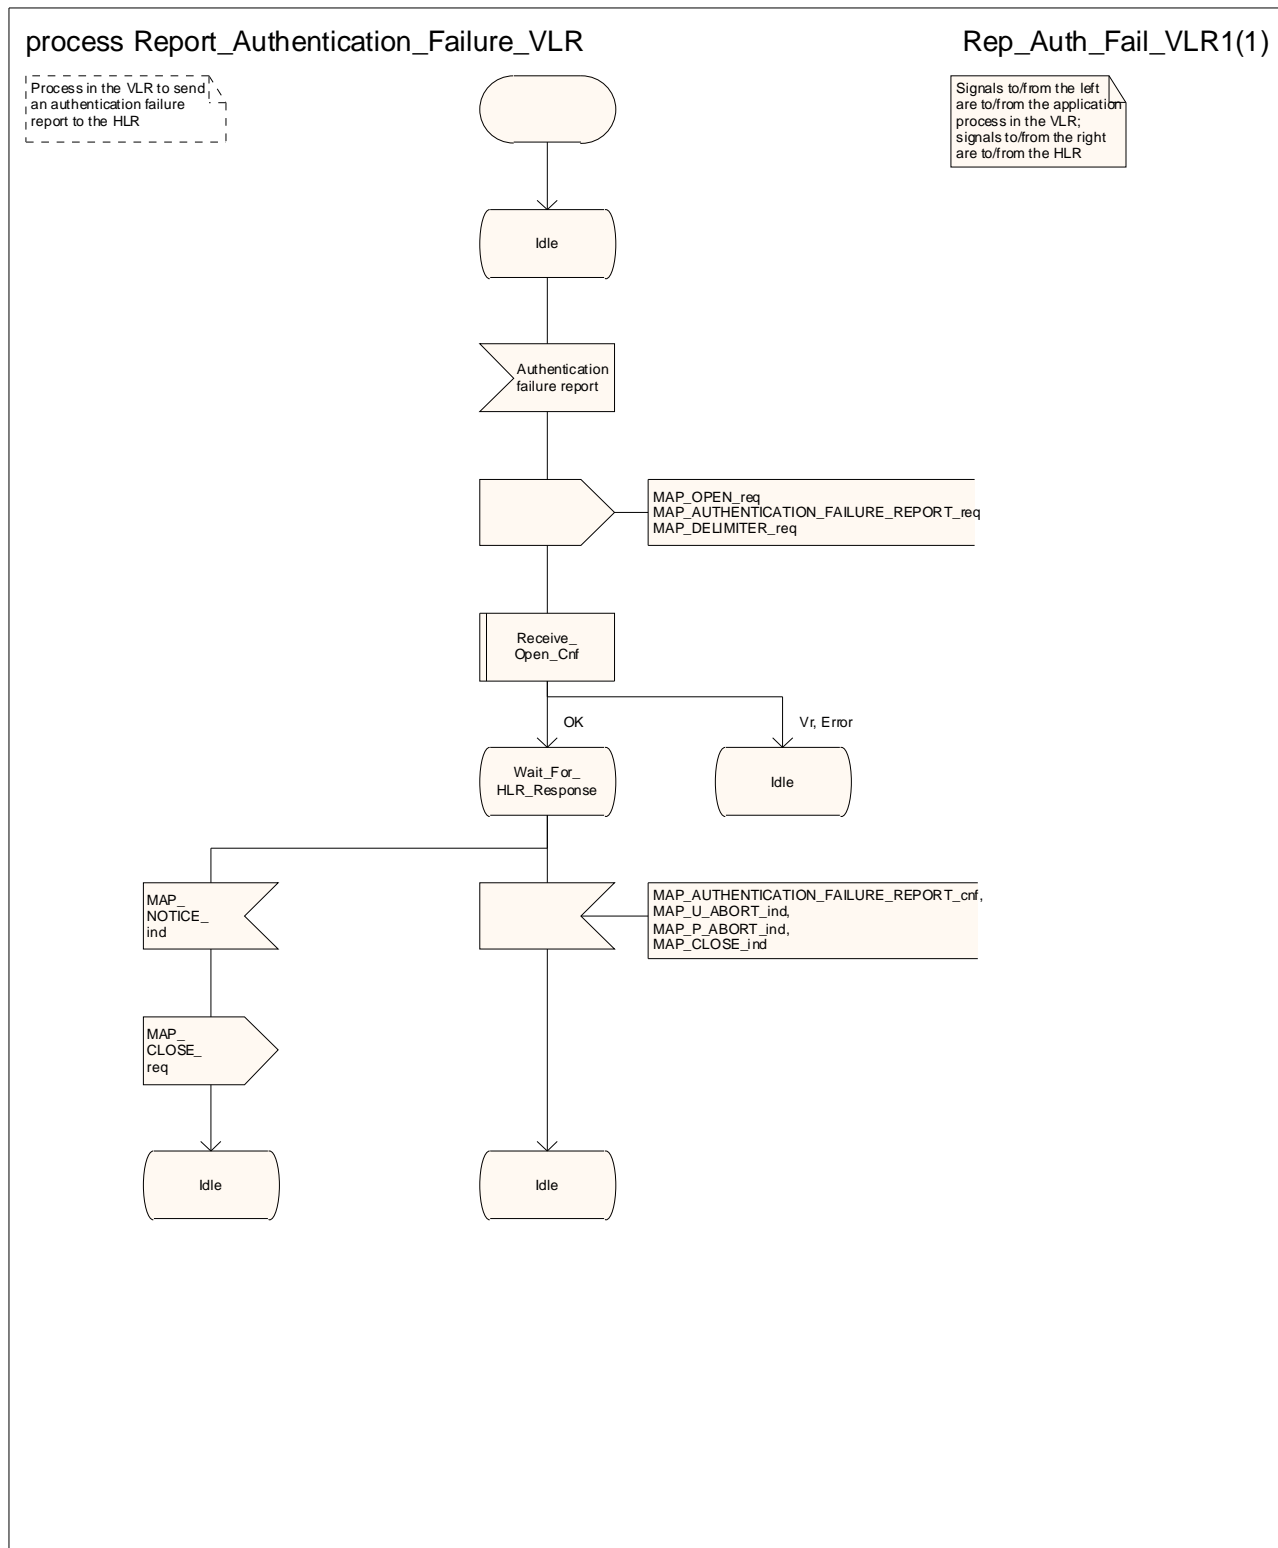 process Report_Authentication_Failure_VLR
Rep_Auth_Fail_VLR1(1)
Process in the VLR to send
an authentication failure
report to the HLR
Signals to/from the left
are to/from the application
process in the VLR;
signals to/from the right
are to/from the HLR
Idle
Authentication
failure report
MAP_OPEN_req
MAP_AUTHENTICATION_FAILURE_REPORT_req
MAP_DELIMITER_req
Receive_
Open_Cnf
OK
Vr, Error
Wait_For_
HLR_Response
Idle
MAP_
NOTICE_
ind
MAP_AUTHENTICATION_FAILURE_REPORT_cnf,
MAP_U_ABORT_ind,
MAP_P_ABORT_ind,
MAP_CLOSE_ind
MAP_
CLOSE_
req
Idle
Idle